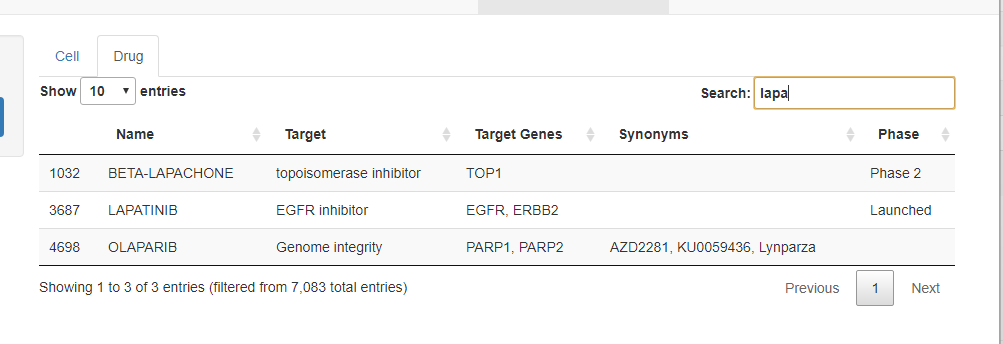 Cell Drug
Show 10 entries Search: lapa
Name Target Target Genes Synonyms Phase
1032 BETA-LAPACHONE topoisomerase inhibitor TOP1 Phase 2
3687 LAPATINIB EGFR inhibitor EGFR, ERBB2 Launched
4698 OLAPARIB Genome integrity PARP1, PARP2 AZD2281, KU0059436, Lynparza
Showing 1 to 3 of 3 entries (filtered from 7,083 total entries) Previous 1 Next